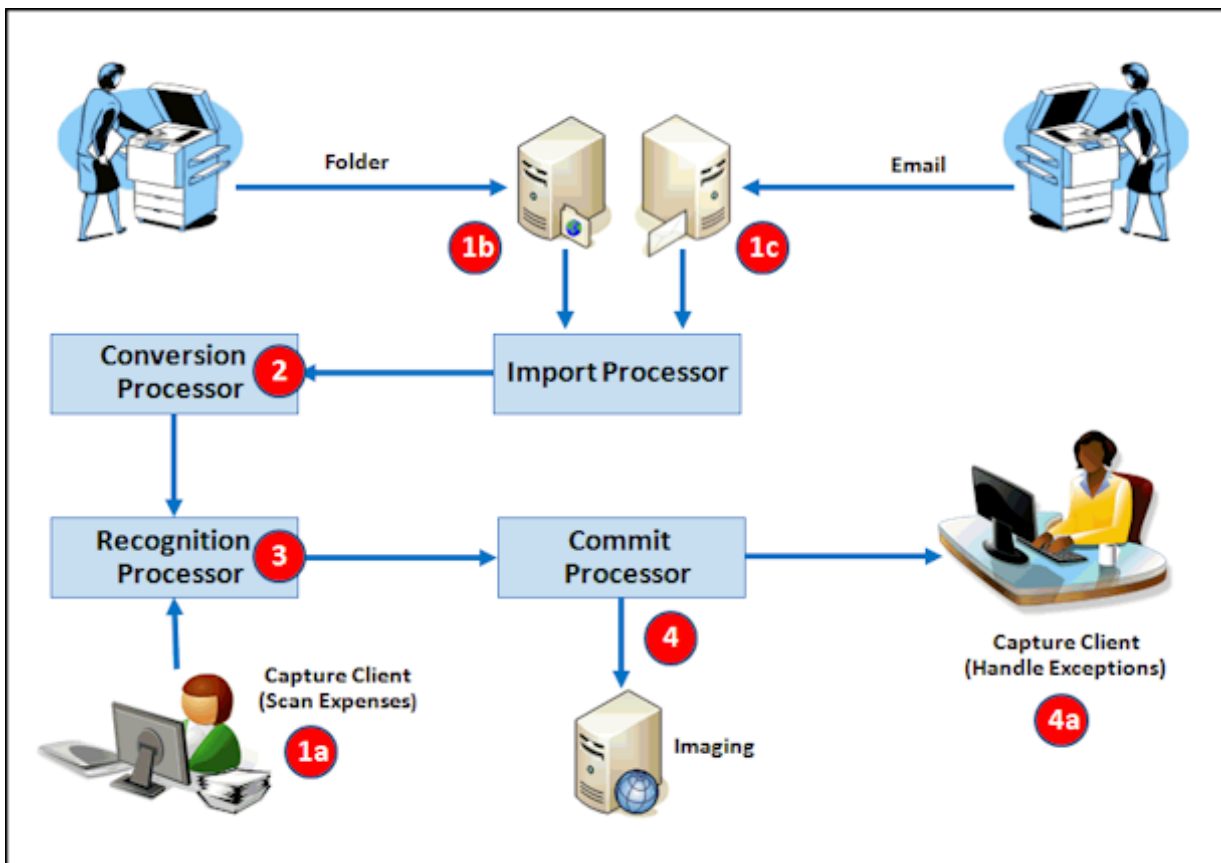 Folder
Email
1b
1c
Conversion
Processor
2
Import Processor
Recognition
Processor
3
Commit
Processor
4
Capture Client
(Scan Expenses)
1a
Imaging
Capture Client
(Handle Exceptions)
4a